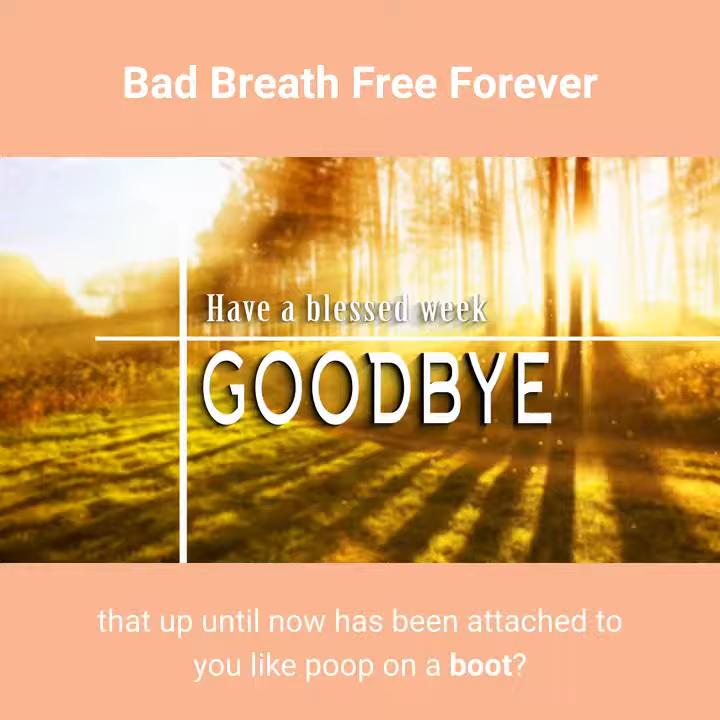 Bad Breath Free Forever
Have a blessed week
GOODBYE
that up until now has been attached to
you like poop on a boot?